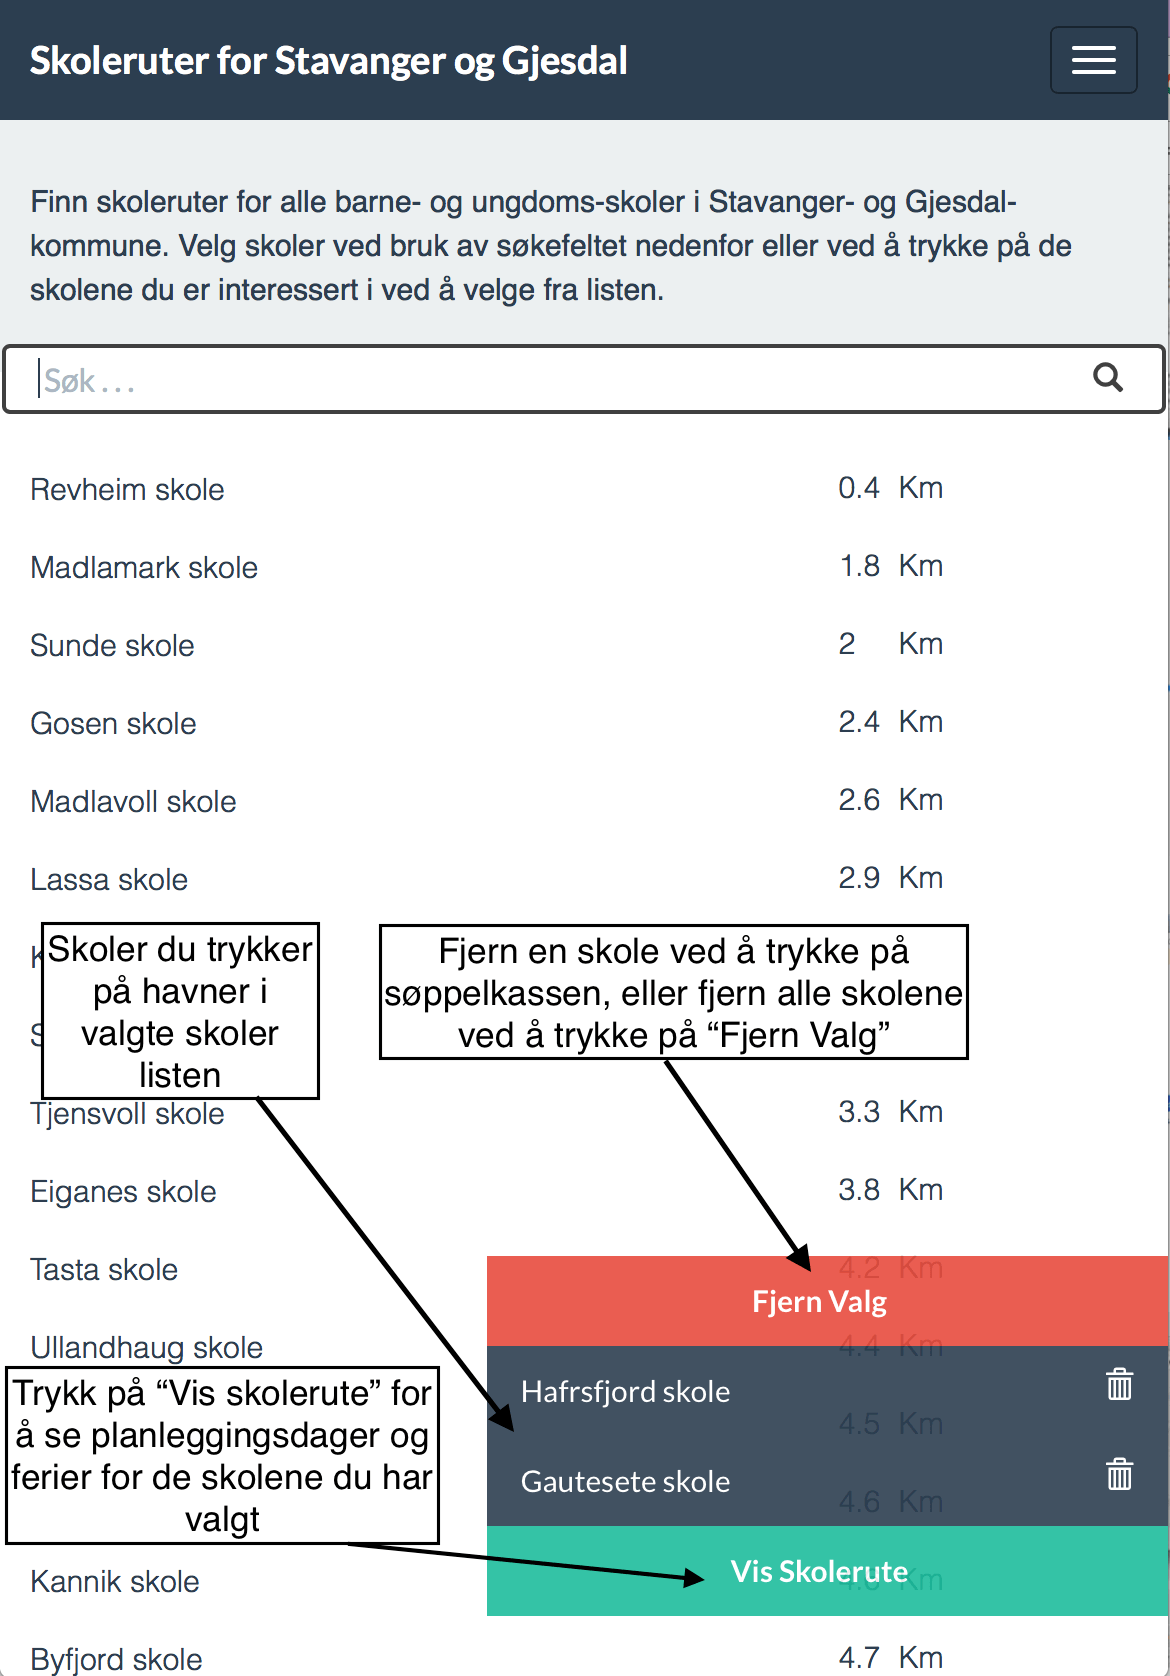 Skoleruter for Stavanger og Gjesdal
Finn skoleruter for alle barne- og ungdoms-skoler i Stavanger- og Gjesdal-
kommune. Velg skoler ved bruk av søkefeltet nedenfor eller ved å trykke på de
skolene du er interessert i ved å velge fra listen.
Søk . . .
Revheim skole 0.4 Km
Madlamark skole 1.8 Km
Sunde skole 2 Km
Gosen skole 2.4 Km
Madlavoll skole 2.6 Km
Lassa skole 2.9 Km
Skoler du trykker
på havner i
valgte skoler
listen
Fjern en skole ved å trykke på
søppelkassen, eller fjern alle skolene
ved å trykke på “Fjern Valg”
Tjensvoll skole 3.3 Km
Eiganes skole 3.8 Km
Tasta skole 4.2 Km
Fjern Valg
Ullandhaug skole 4.4 Km
Trykk på “Vis skolerute” for
å se planleggingsdager og
ferier for de skolene du har
valgt
Hafrsfjord skole
4.5 Km
Gautesete skole
4.6 Km
Vis Skolerute
Kannik skole Km
Byfjord skole 4.7 Km